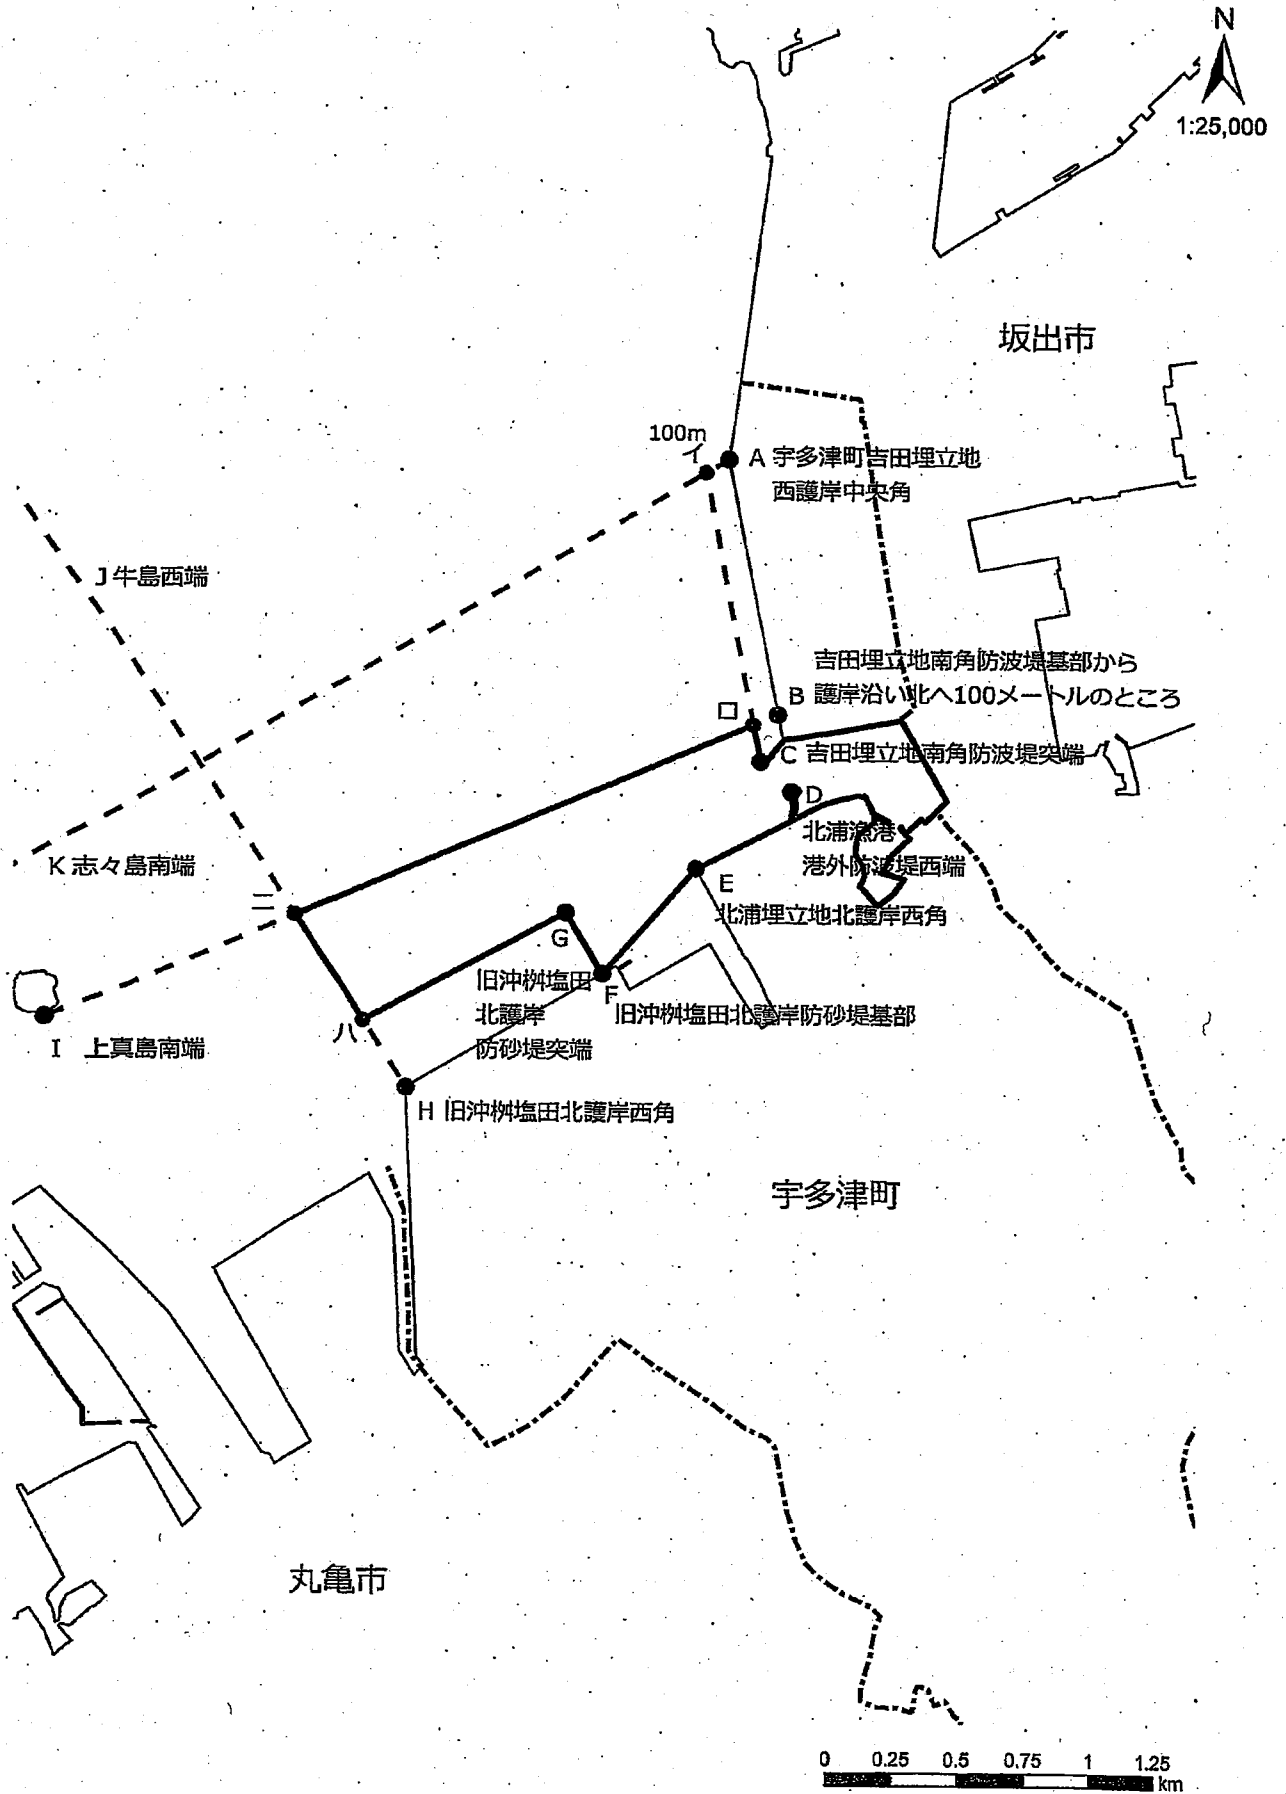 N
1:25,000
坂出市
100m
イ
A 宇多津町吉田埋立地
西護岸中央角
J 牛島西端
吉田埋立地南角防波堤基部から
B 護岸沿い北へ100メートルのところ
ロ
C 吉田埋立地南角防波堤突端
D
北浦漁港
港外防波堤西端
K 志々島南端
ニ
E
北浦埋立地北護岸西角
G
旧沖桝塩田
北護岸
防砂堤突端
F
旧沖桝塩田北護岸防砂堤基部
ハ
I 上真島南端
H 旧沖桝塩田北護岸西角
宇多津町
丸亀市
0 0.25 0.5 0.75 1 1.25
km